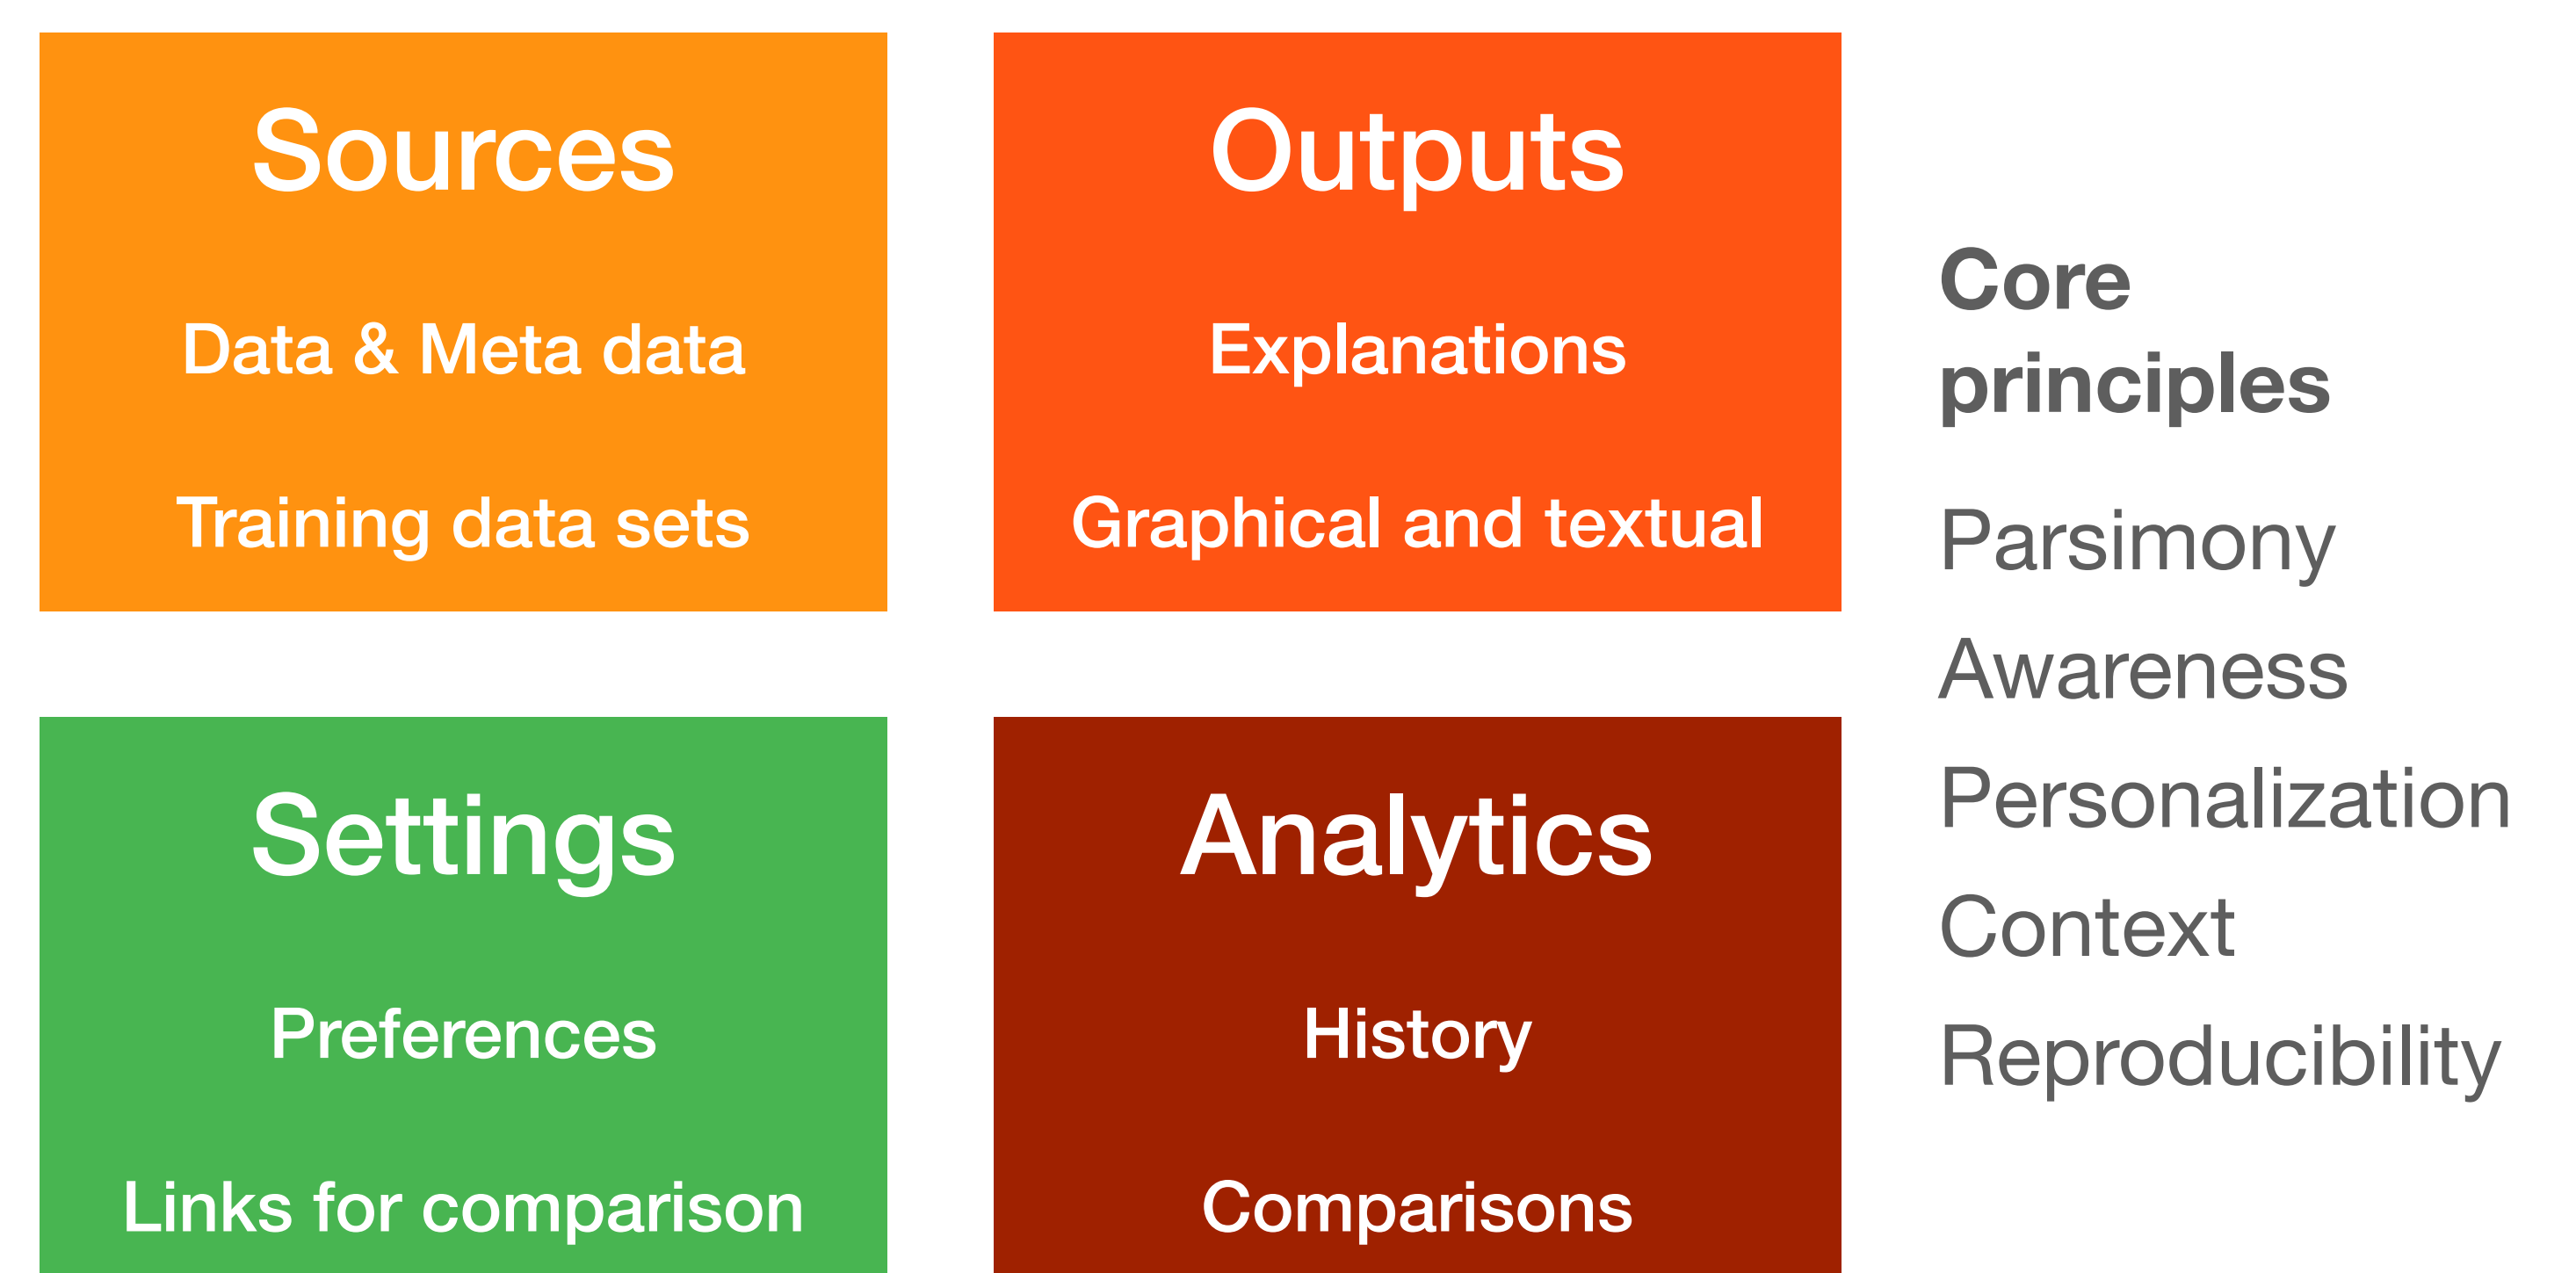 Sources
Data & Meta data
Training data sets
Outputs
Explanations
Graphical and textual
Settings
Preferences
Links for comparison
Analytics
History
Comparisons
Core
principles
Parsimony
Awareness
Personalization
Context
Reproducibility